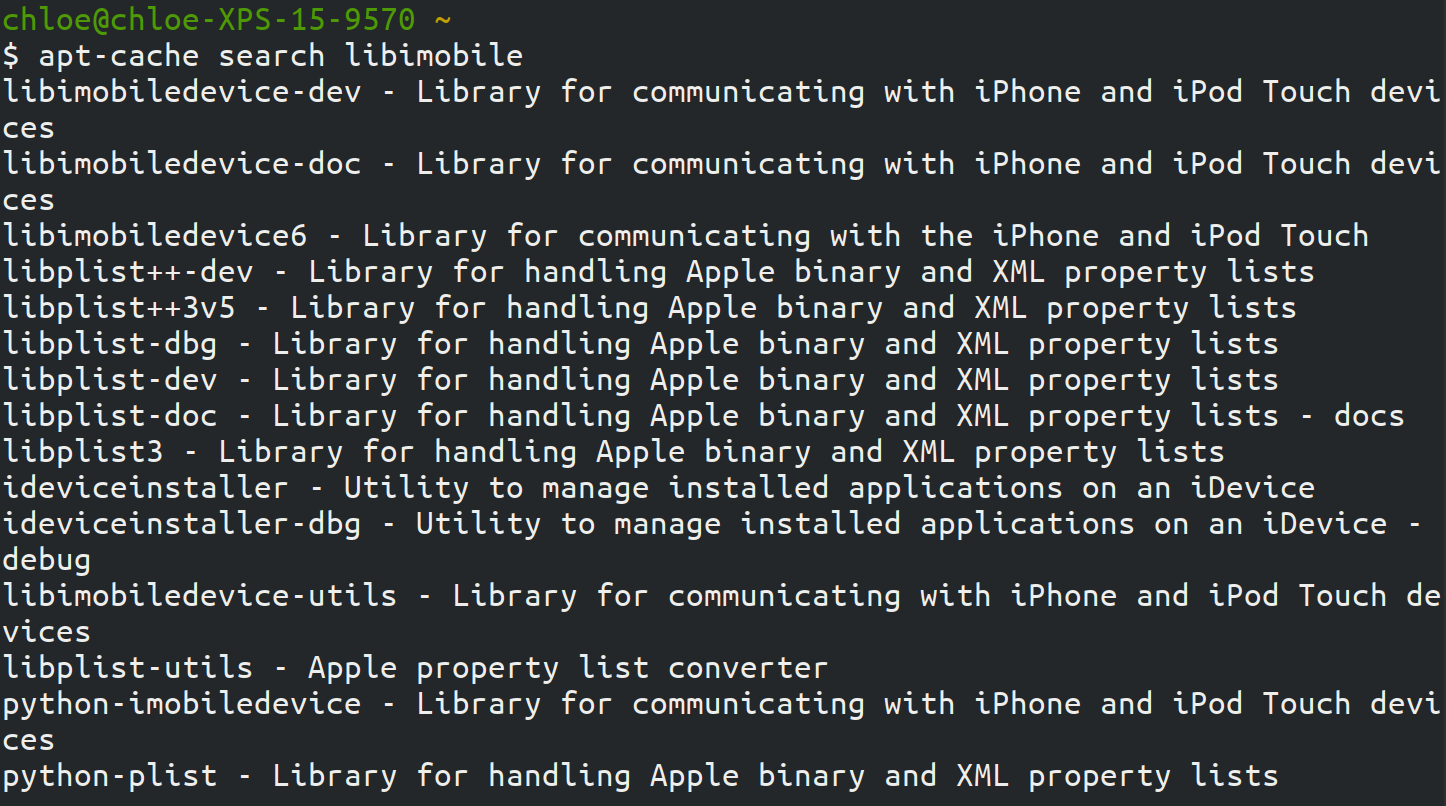 chloe@chloe-XPS-15-9570 ~
$ apt-cache search libimobile
libimobiledevice-dev - Library for communicating with iPhone and iPod Touch devi
ces
libimobiledevice-doc - Library for communicating with iPhone and iPod Touch devi
ces
libimobiledevice6 - Library for communicating with the iPhone and iPod Touch
libplist++-dev - Library for handling Apple binary and XML property lists
libplist++3v5 - Library for handling Apple binary and XML property lists
libplist-dbg - Library for handling Apple binary and XML property lists
libplist-dev - Library for handling Apple binary and XML property lists
libplist-doc - Library for handling Apple binary and XML property lists - docs
libplist3 - Library for handling Apple binary and XML property lists
ideviceinstaller - Utility to manage installed applications on an iDevice
ideviceinstaller-dbg - Utility to manage installed applications on an iDevice -
debug
libimobiledevice-utils - Library for communicating with iPhone and iPod Touch de
vices
libplist-utils - Apple property list converter
python-imobiledevice - Library for communicating with iPhone and iPod Touch devi
ces
python-plist - Library for handling Apple binary and XML property lists